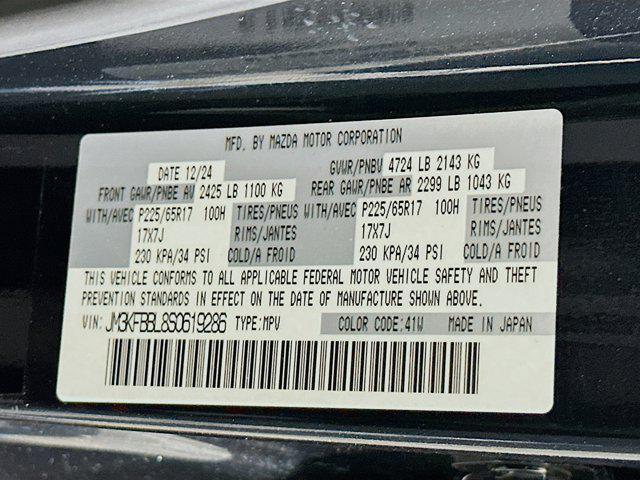 MFD. BY MAZDA MOTOR CORPORATION
DATE 12/24 GVWR/PNBV 4724 LB 2143 KG
FRONT GAWR/PNBE AV 2425 LB 1100 KG REAR GAWR/PNBE AR 2299 LB 1043 KG
WITH/AVEC P225/65R17 100H TIRES/PNEUS WITH/AVEC P225/65R17 100H TIRES/PNEUS
17X7J RIMS/JANTES 17X7J RIMS/JANTES
230 KPA/34 PSI COLD/A FROID 230 KPA/34 PSI COLD/A FROID
THIS VEHICLE CONFORMS TO ALL APPLICABLE FEDERAL MOTOR VEHICLE SAFETY AND THEFT
PREVENTION STANDARDS IN EFFECT ON THE DATE OF MANUFACTURE SHOWN ABOVE.
VIN: JM3KFBBL8S0619286 TYPE:MPV COLOR CODE:41W MADE IN JAPAN